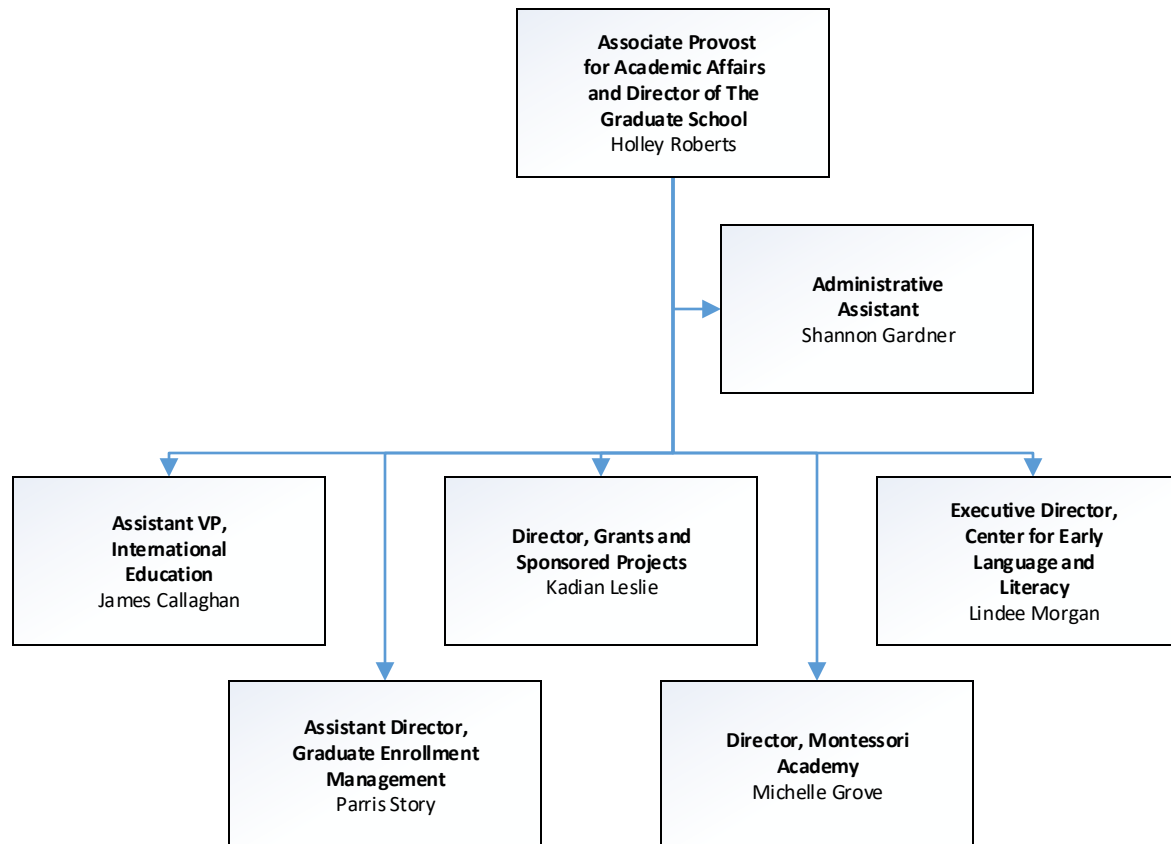 Associate Provost
for Academic Affairs
and Director of The
Graduate School
Holley Roberts
Administrative
Assistant
Shannon Gardner
Assistant VP,
International
Education
James Callaghan
Director, Grants and
Sponsored Projects
Kadian Leslie
Executive Director,
Center for Early
Language and
Literacy
Lindee Morgan
Assistant Director,
Graduate Enrollment
Management
Parris Story
Director, Montessori
Academy
Michelle Grove